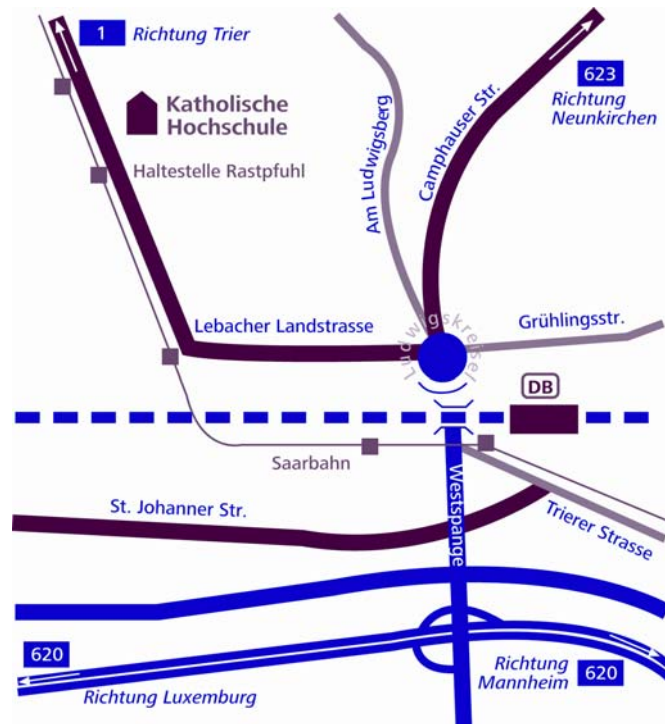 1 Richtung Trier
623
Richtung
Neunkirchen
Katholische
Hochschule
Haltestelle Rastpfuhl
Am Ludwigsberg
Camphauser Str.
Lebacher Landstrasse
Ludwigskreisel
Grühlingsstr.
DB
Saarbahn
St. Johanner Str.
Westspange
Trierer Strasse
620
Richtung Luxemburg
Richtung
Mannheim
620